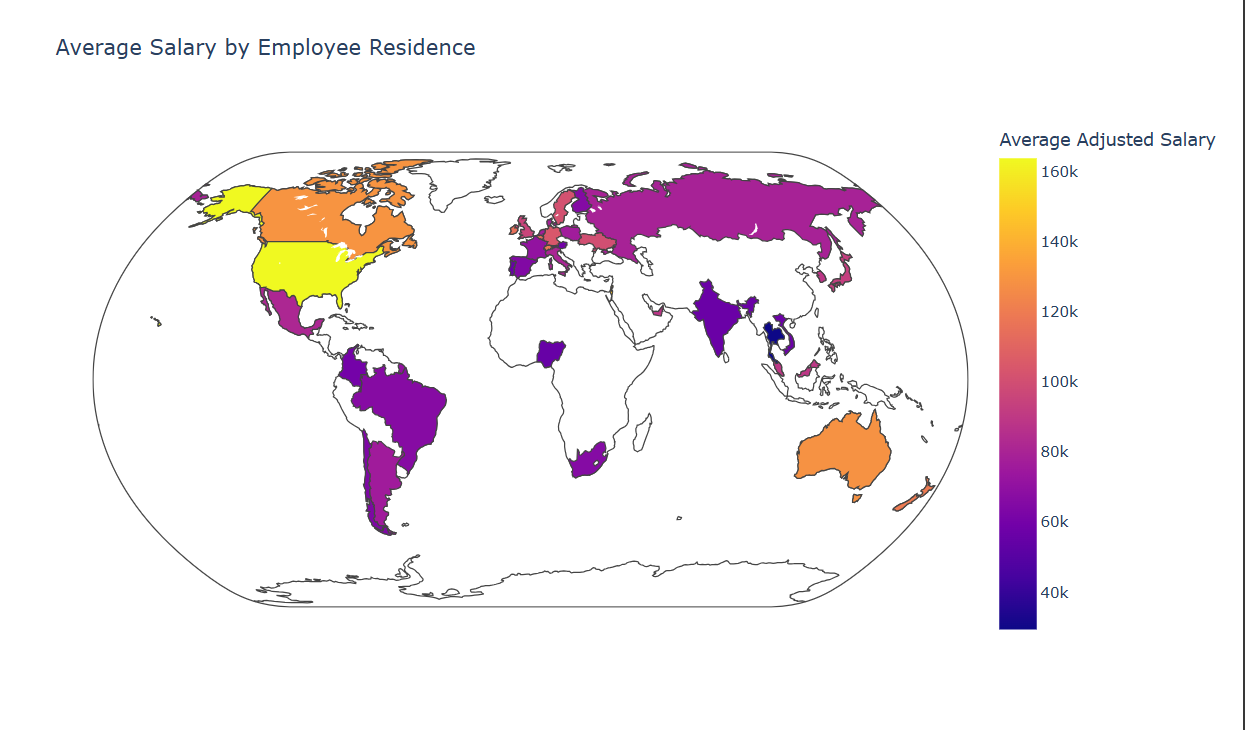 Average Salary by Employee Residence
Average Adjusted Salary
160k
140k
120k
100k
80k
60k
40k